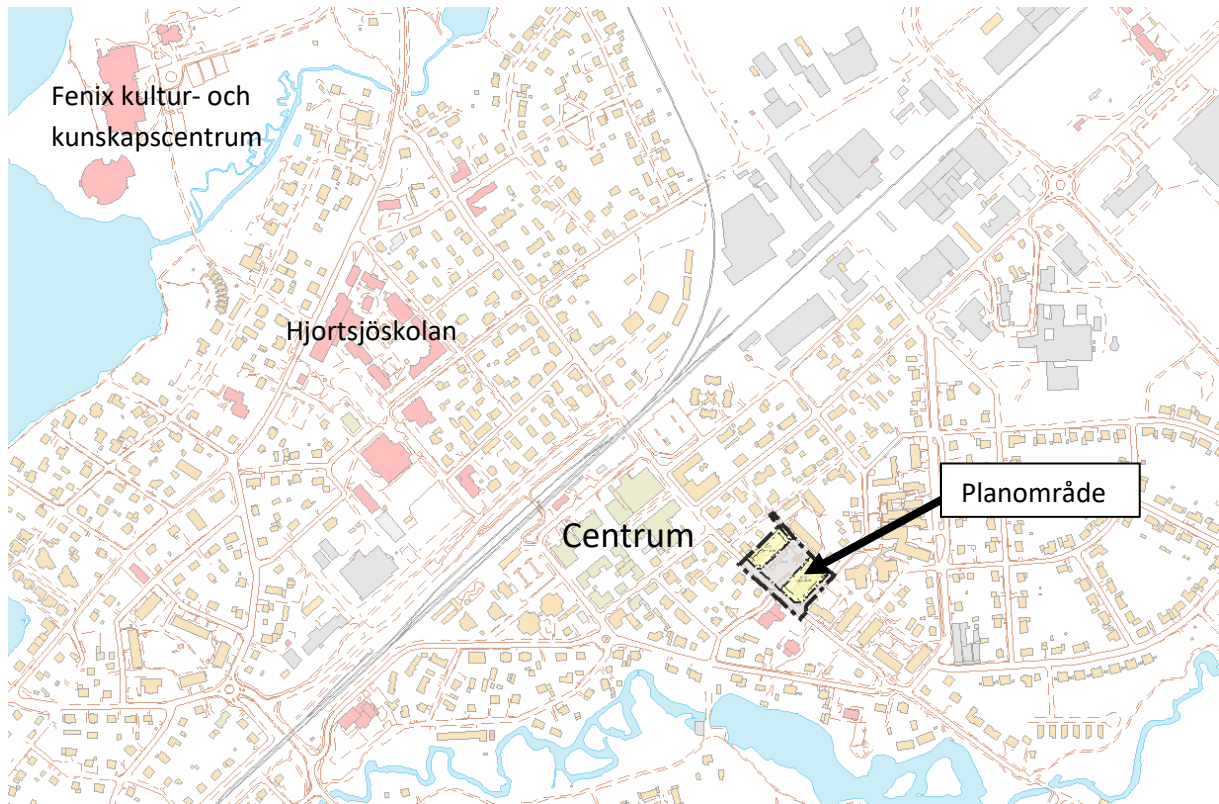 Fenix kultur- och
kunskapscentrum
Hjortsjöskolan
Planområde
Centrum